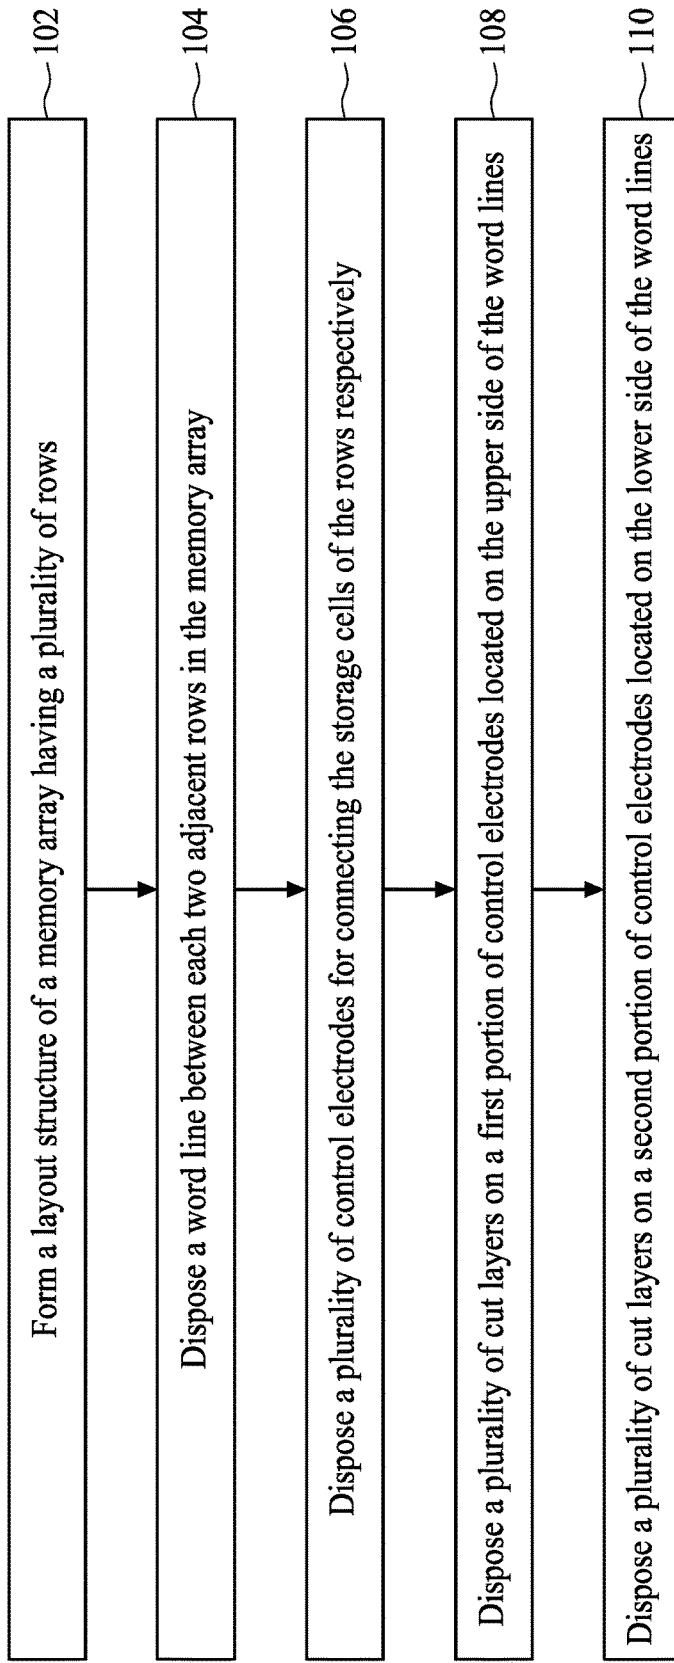 Form a layout structure of a memory array having a plurality of rows
102
Dispose a word line between each two adjacent rows in the memory array
104
Dispose a plurality of control electrodes for connecting the storage cells of the rows respectively
106
Dispose a plurality of cut layers on a first portion of control electrodes located on the upper side of the word lines
108
Dispose a plurality of cut layers on a second portion of control electrodes located on the lower side of the word lines
110